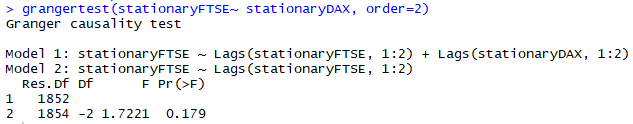 > grangertest(stationaryFTSE~ stationaryDAX, order=2)
Granger causality test

Model 1: stationaryFTSE ~ Lags(stationaryFTSE, 1:2) + Lags(stationaryDAX, 1:2)
Model 2: stationaryFTSE ~ Lags(stationaryFTSE, 1:2)
  Res.Df Df      F Pr(>F)
1   1852
2   1854 -2 1.7221  0.179